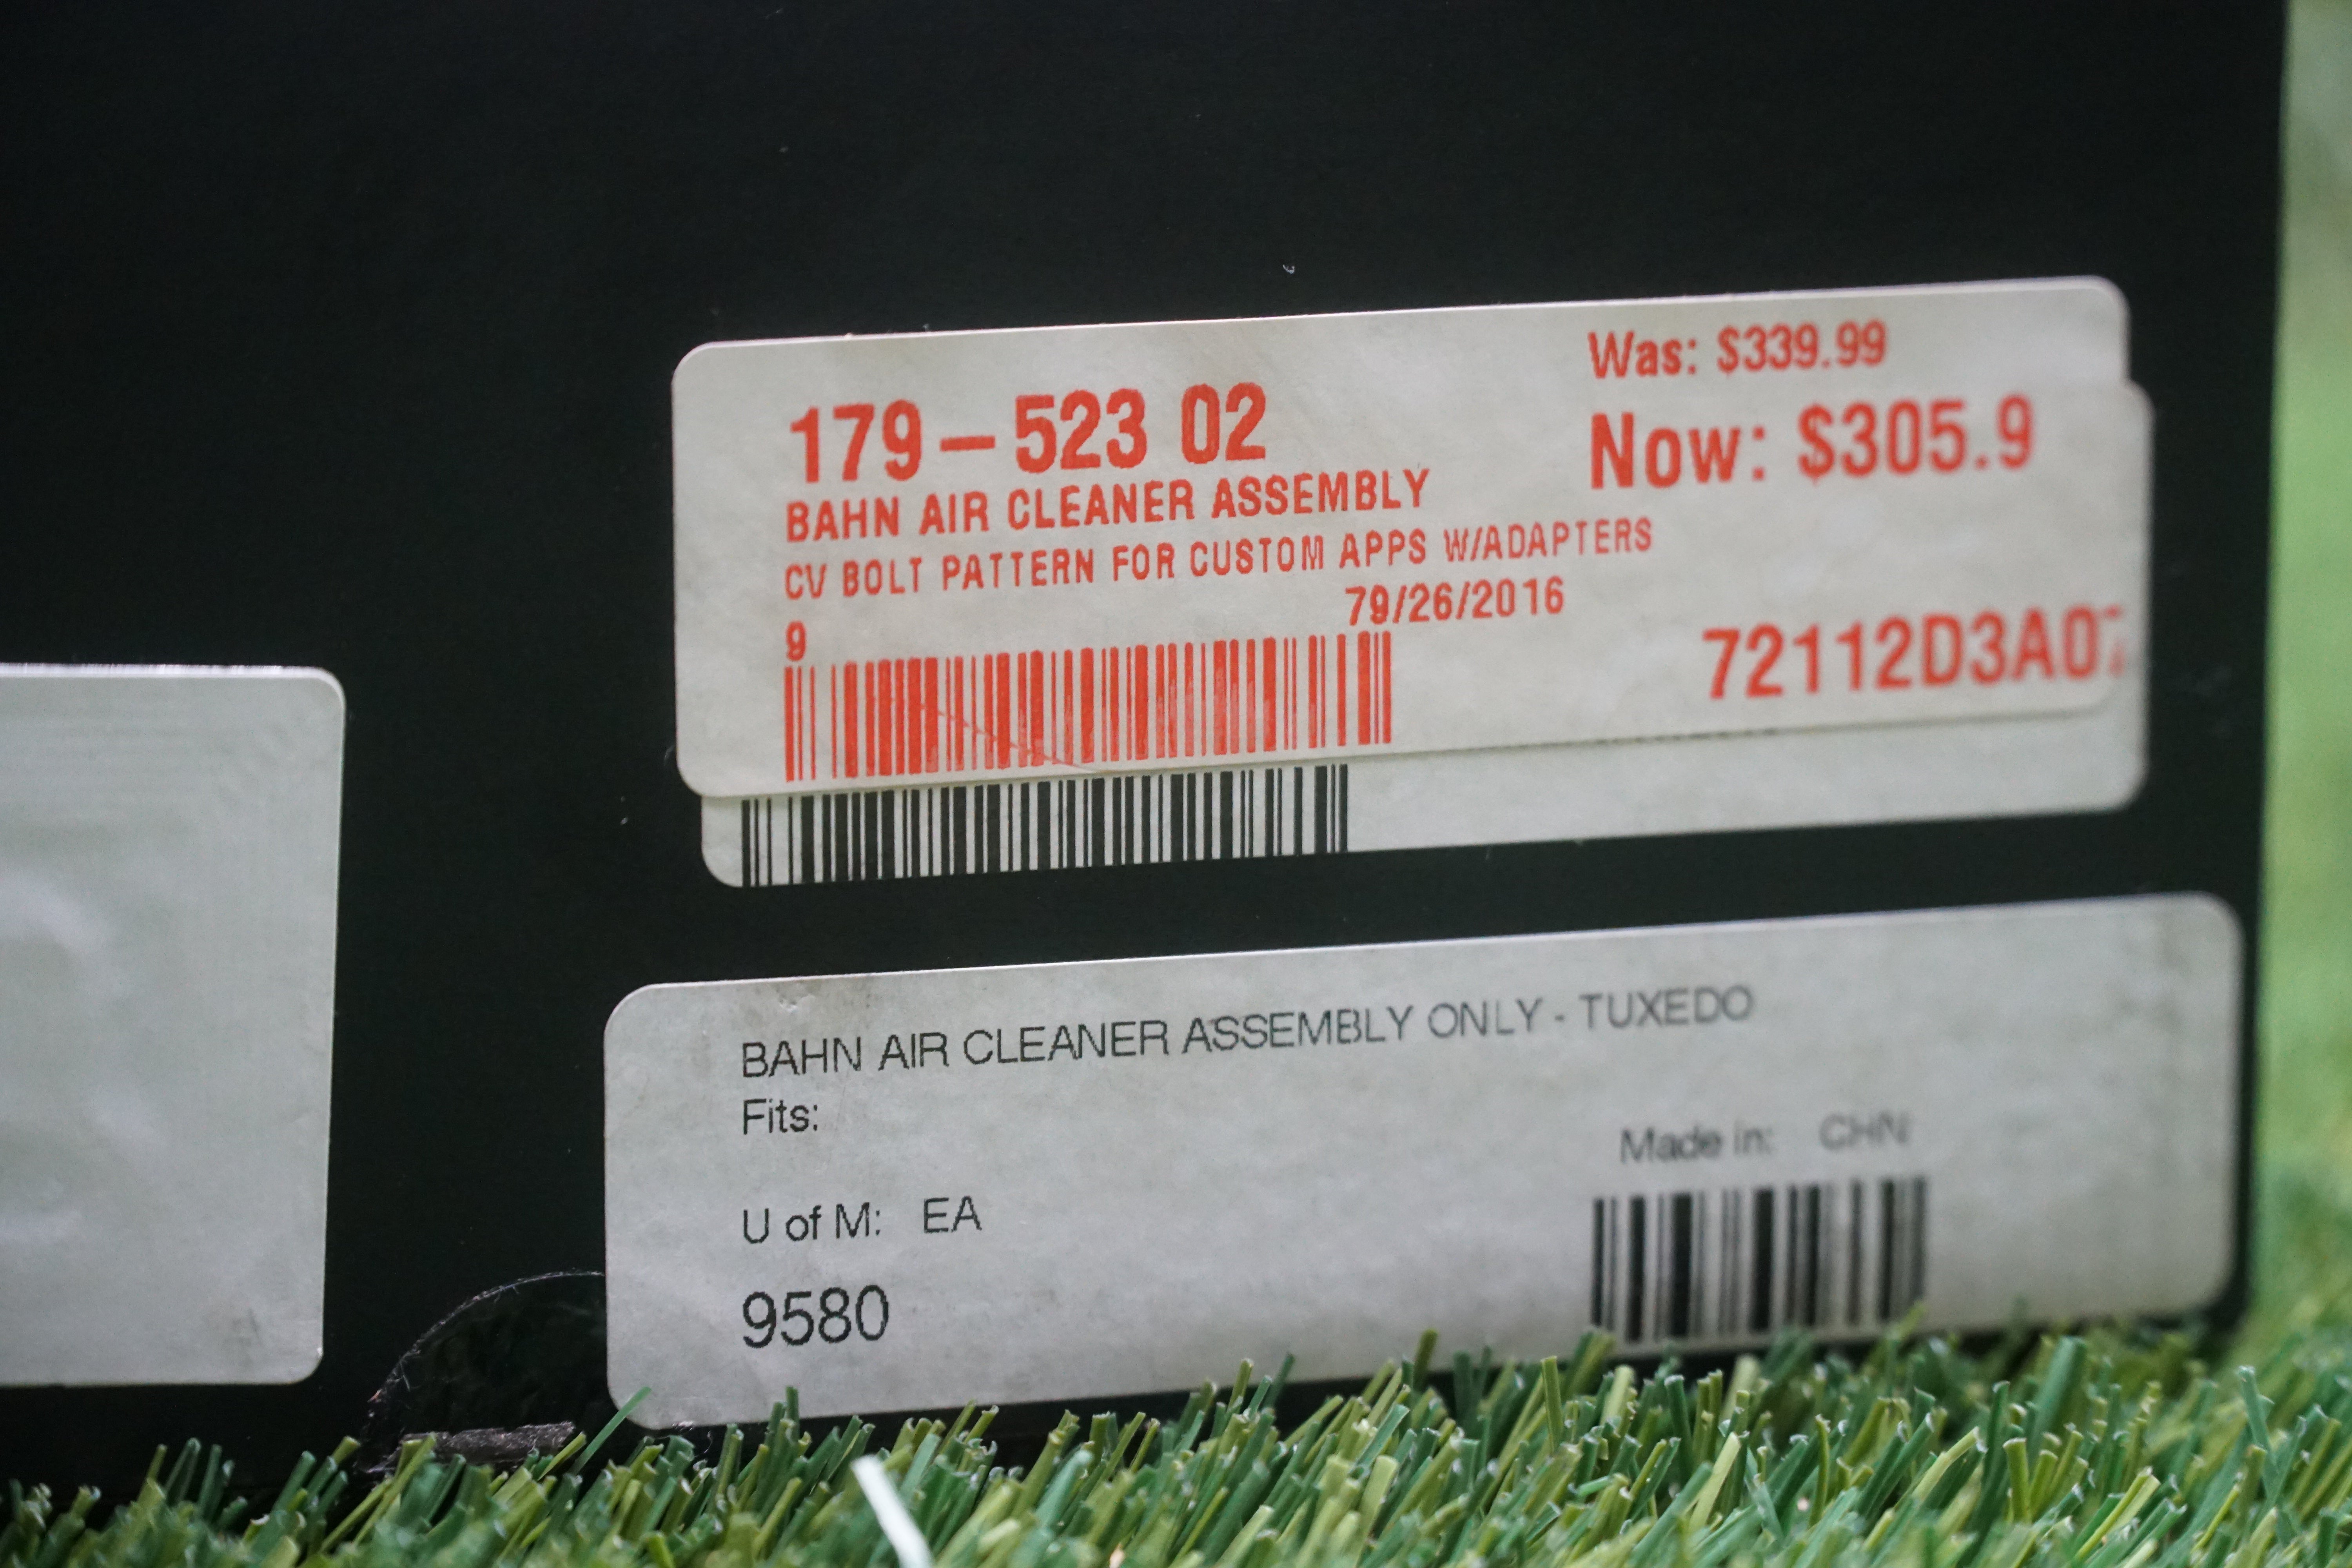 Was: $339.99
179-523 02
Now: $305.9
BAHN AIR CLEANER ASSEMBLY
CV BOLT PATTERN FOR CUSTOM APPS W/ADAPTERS
79/26/2016
9
72112D3A0
BAHN AIR CLEANER ASSEMBLY ONLY - TUXEDO
Fits:
Made in: CHN
U of M: EA
9580